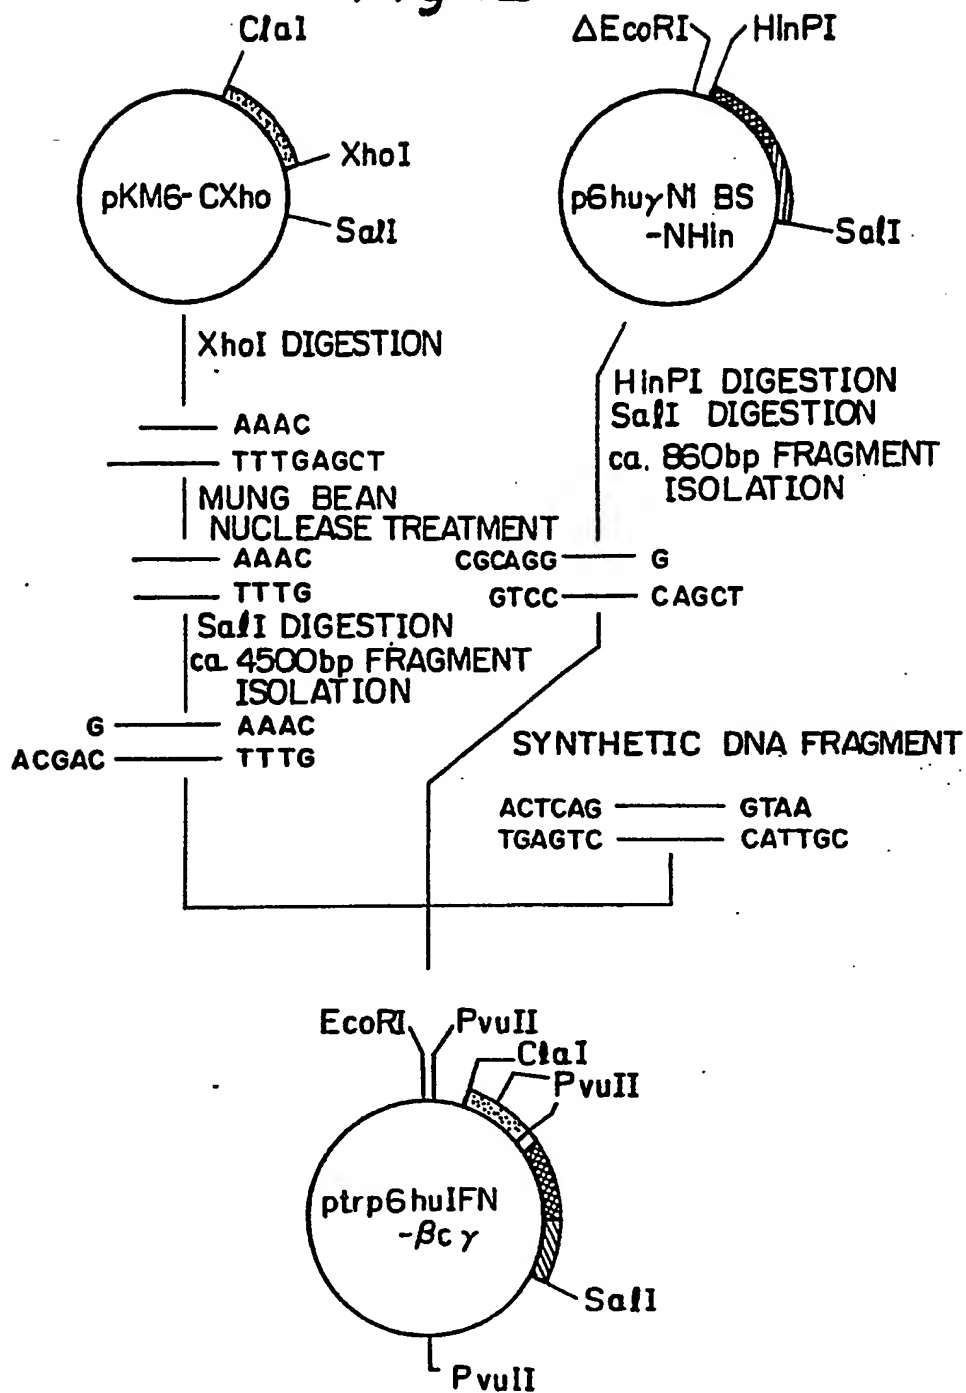 ClaI
XhoI
SalI
pKM6-CXho
ΔEcoRI
HinPI
p6huγN1 BS
-NHin
SalI
XhoI DIGESTION
AAAC
TTTGAGCT
MUNG BEAN
NUCLEASE TREATMENT
AAAC
TTTG
SalI DIGESTION
ca. 4500bp FRAGMENT
ISOLATION
G AAAC
ACGAC TTTG
HinPI DIGESTION
SalI DIGESTION
ca. 860bp FRAGMENT
ISOLATION
CGCAGG G
GTCC CAGCT
SYNTHETIC DNA FRAGMENT
ACTCAG GTAA
TGAGTC CATTGC
EcoRI
PvuII
ClaI
PvuII
ptrp6huIFN
-βcγ
SalI
PvuII